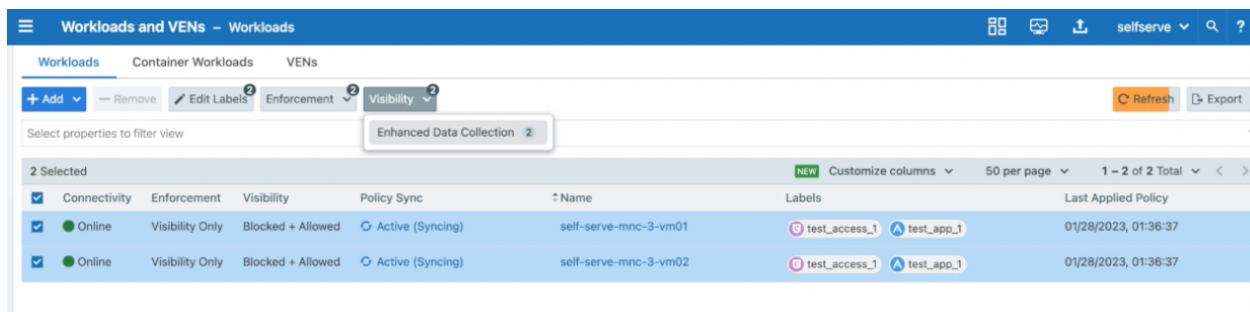 Workloads and VENs – Workloads
selfserve
?
Workloads Container Workloads VENs
+ Add
— Remove
Edit Labels 2
Enforcement 2
Visibility 2
Refresh
Export
Select properties to filter view
Enhanced Data Collection 2
2 Selected NEW Customize columns 50 per page 1 – 2 of 2 Total
Connectivity Enforcement Visibility Policy Sync Name Labels Last Applied Policy
Online Visibility Only Blocked + Allowed Active (Syncing) self-serve-mnc-3-vm01 test_access_1 test_app_1 01/28/2023, 01:36:37
Online Visibility Only Blocked + Allowed Active (Syncing) self-serve-mnc-3-vm02 test_access_1 test_app_1 01/28/2023, 01:36:37